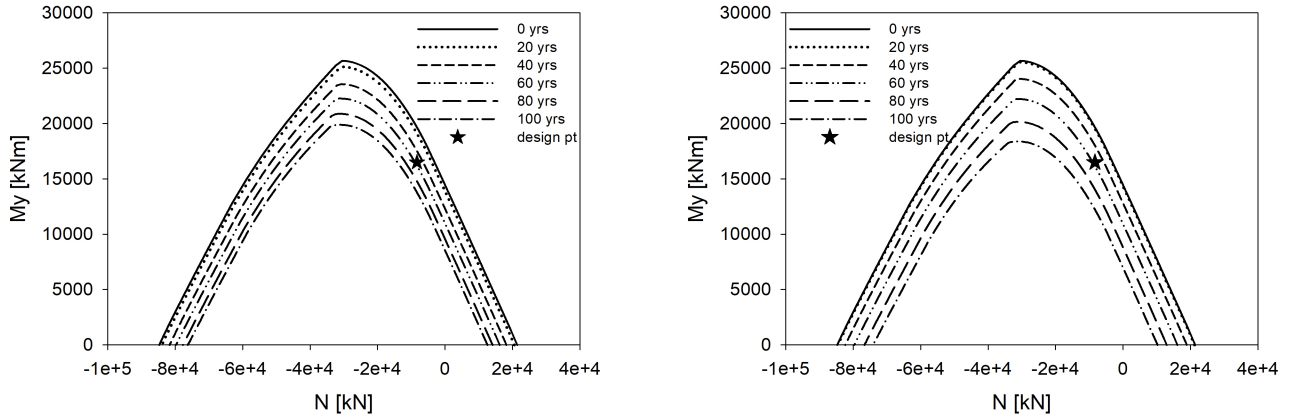 30000
25000
20000
15000
10000
5000
0
My [kNm]
-1e+5
-8e+4
-6e+4
-4e+4
-2e+4
0
2e+4
4e+4
N [kN]
0 yrs
20 yrs
40 yrs
60 yrs
80 yrs
100 yrs
design pt
30000
25000
20000
15000
10000
5000
0
My [kNm]
-1e+5
-8e+4
-6e+4
-4e+4
-2e+4
0
2e+4
4e+4
N [kN]
0 yrs
20 yrs
40 yrs
60 yrs
80 yrs
100 yrs
design pt